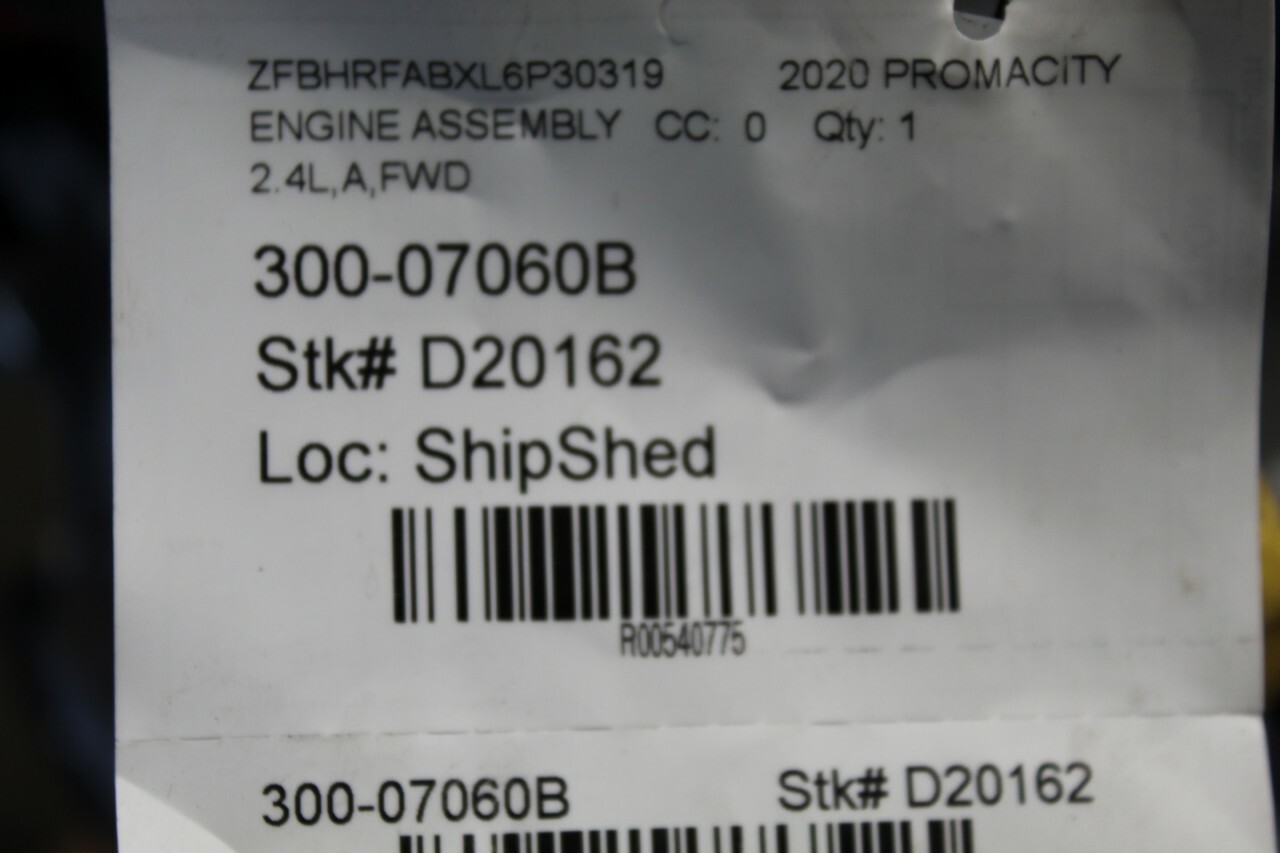 ZFBHRFABXL6P30319 2020 PROMACITY
ENGINE ASSEMBLY CC: 0 Qty: 1
2.4L,A,FWD
300-07060B
Stk# D20162
Loc: ShipShed
R00540775
300-07060B Stk# D20162